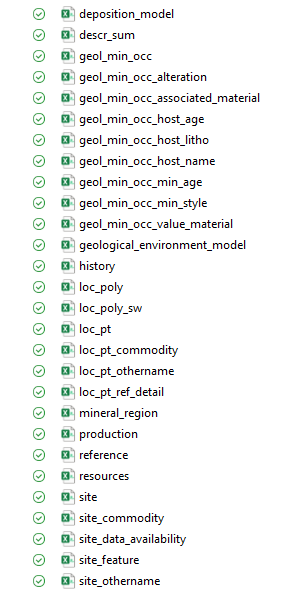 deposition_model
descr_sum
geol_min_occ
geol_min_occ_alteration
geol_min_occ_associated_material
geol_min_occ_host_age
geol_min_occ_host_litho
geol_min_occ_host_name
geol_min_occ_min_age
geol_min_occ_min_style
geol_min_occ_value_material
geological_environment_model
history
loc_poly
loc_poly_sw
loc_pt
loc_pt_commodity
loc_pt_othername
loc_pt_ref_detail
mineral_region
production
reference
resources
site
site_commodity
site_data_availability
site_feature
site_othername